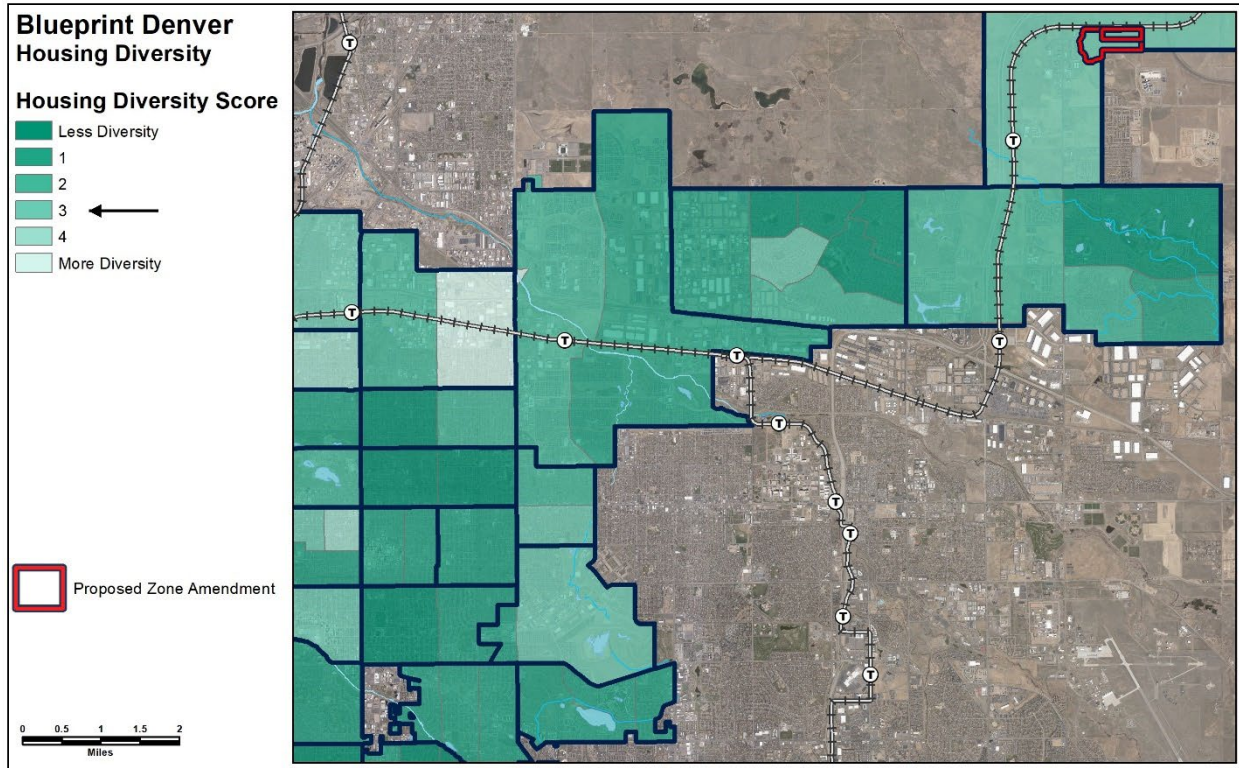 Blueprint Denver
Housing Diversity
Housing Diversity Score
Less Diversity
1
2
3
4
More Diversity
Proposed Zone Amendment
0 0.5 1 1.5 2
Miles
T
T
T
T
T
T
T
T
T
T
T
T